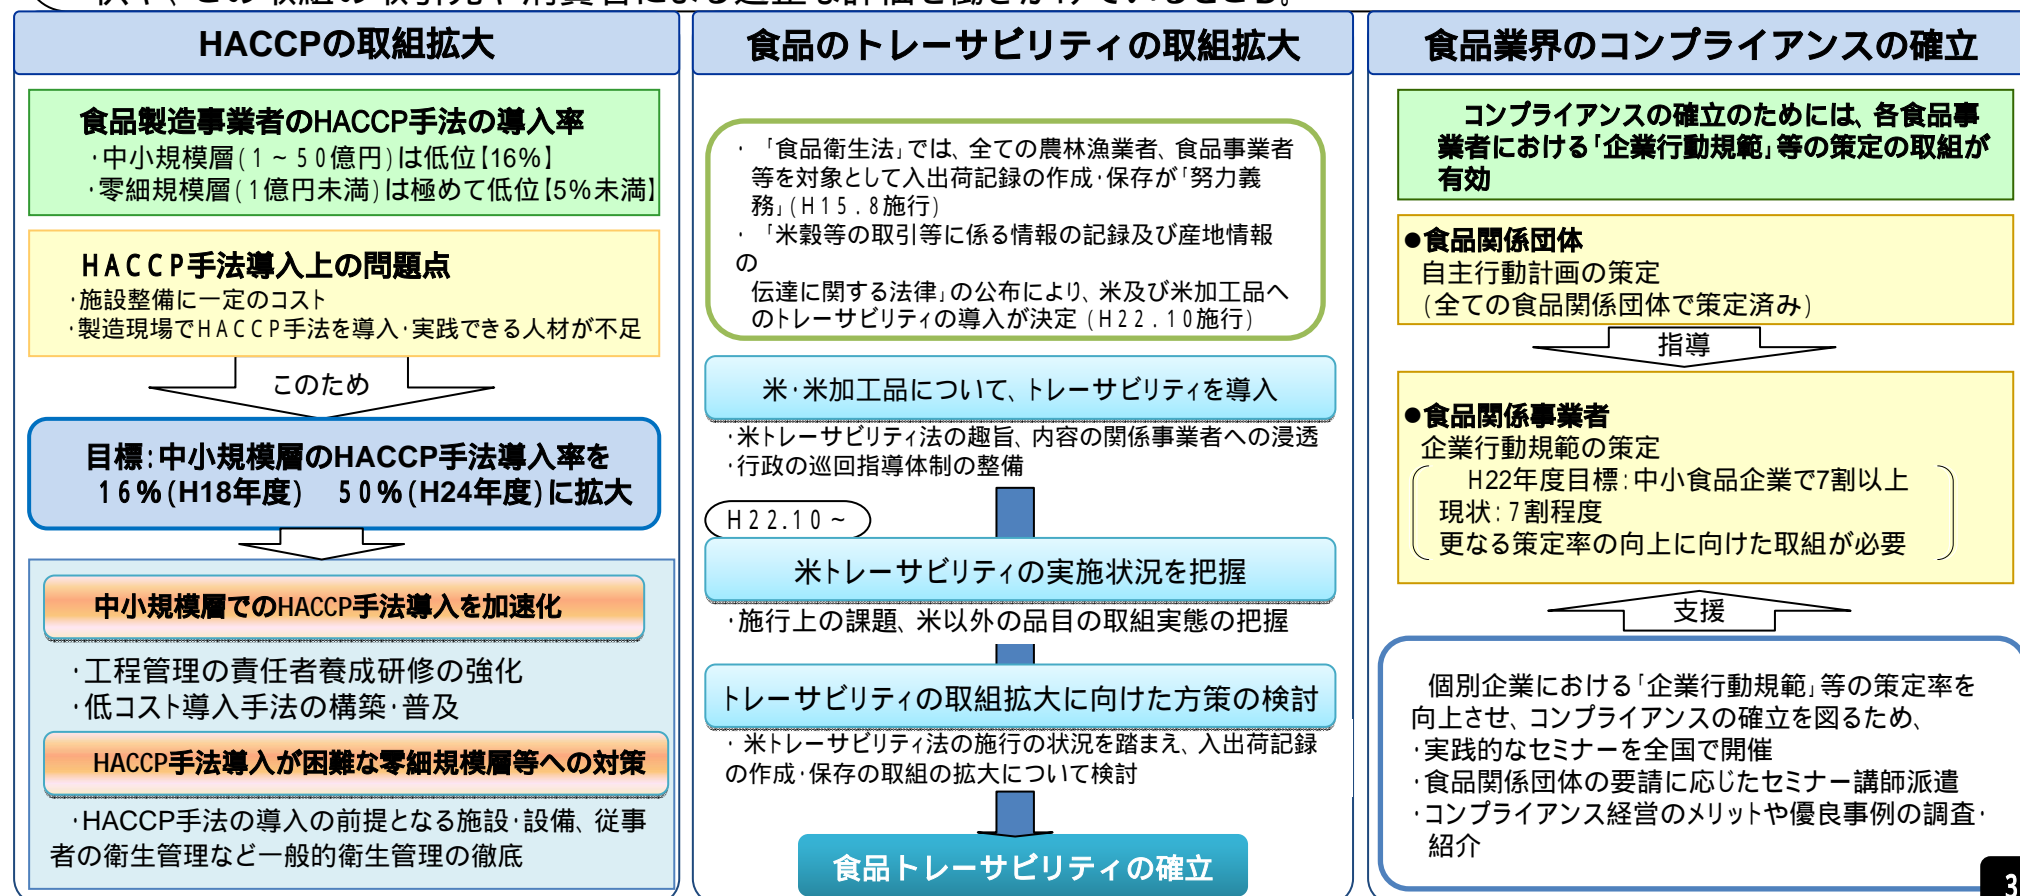 HACCPの取組拡大
食品製造事業者のHACCP手法の導入率
・中小規模層(1~50億円)は低位【16%】
・零細規模層(1億円未満)は極めて低位【5%未満】
HACCP手法導入上の問題点
・施設整備に一定のコスト
・製造現場でHACCP手法を導入・実践できる人材が不足
このため
目標:中小規模層のHACCP手法導入率を
16%(H18年度) 50%(H24年度)に拡大
中小規模層でのHACCP手法導入を加速化
・工程管理の責任者養成研修の強化
・低コスト導入手法の構築・普及
HACCP手法導入が困難な零細規模層等への対策
・HACCP手法の導入の前提となる施設・設備、従事
者の衛生管理など一般的衛生管理の徹底
食品のトレーサビリティの取組拡大
・「食品衛生法」では、全ての農林漁業者、食品事業者
等を対象として入出荷記録の作成・保存が「努力義
務」(H15.8施行)
・「米穀等の取引等に係る情報の記録及び産地情報
の
伝達に関する法律」の公布により、米及び米加工品へ
のトレーサビリティの導入が決定 (H22.10施行)
米・米加工品について、トレーサビリティを導入
・米トレーサビリティ法の趣旨、内容の関係事業者への浸透
・行政の巡回指導体制の整備
H22.10~
米トレーサビリティの実施状況を把握
・施行上の課題、米以外の品目の取組実態の把握
トレーサビリティの取組拡大に向けた方策の検討
・米トレーサビリティ法の施行の状況を踏まえ、入出荷記録
の作成・保存の取組の拡大について検討
食品トレーサビリティの確立
食品業界のコンプライアンスの確立
コンプライアンスの確立のためには、各食品事
業者における「企業行動規範」等の策定の取組が
有効
●食品関係団体
自主行動計画の策定
(全ての食品関係団体で策定済み)
指導
●食品関係事業者
企業行動規範の策定
H22年度目標:中小食品企業で7割以上
現状:7割程度
更なる策定率の向上に向けた取組が必要
支援
個別企業における「企業行動規範」等の策定率を
向上させ、コンプライアンスの確立を図るため、
・実践的なセミナーを全国で開催
・食品関係団体の要請に応じたセミナー講師派遣
・コンプライアンス経営のメリットや優良事例の調査・
紹介
3